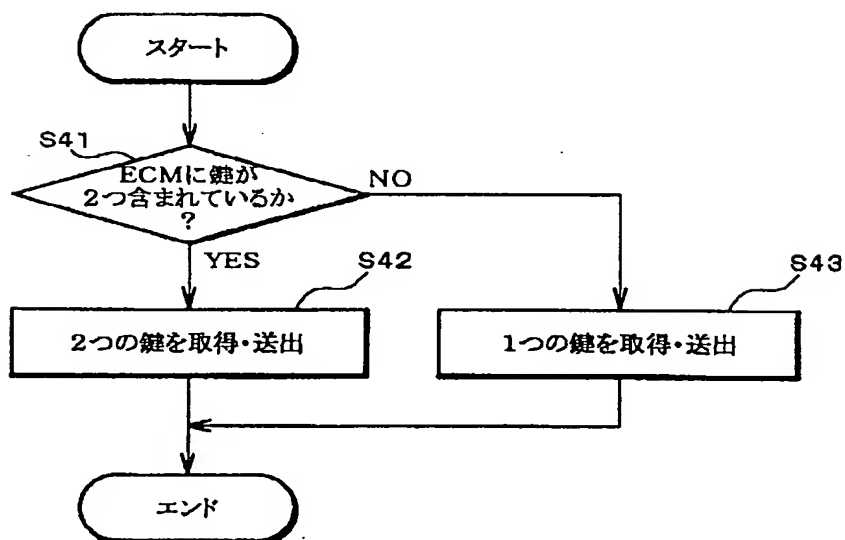 スタート
S41
ECMに鍵が
2つ含まれているか
?
NO
YES
S42
S43
2つの鍵を取得・送出
1つの鍵を取得・送出
エンド